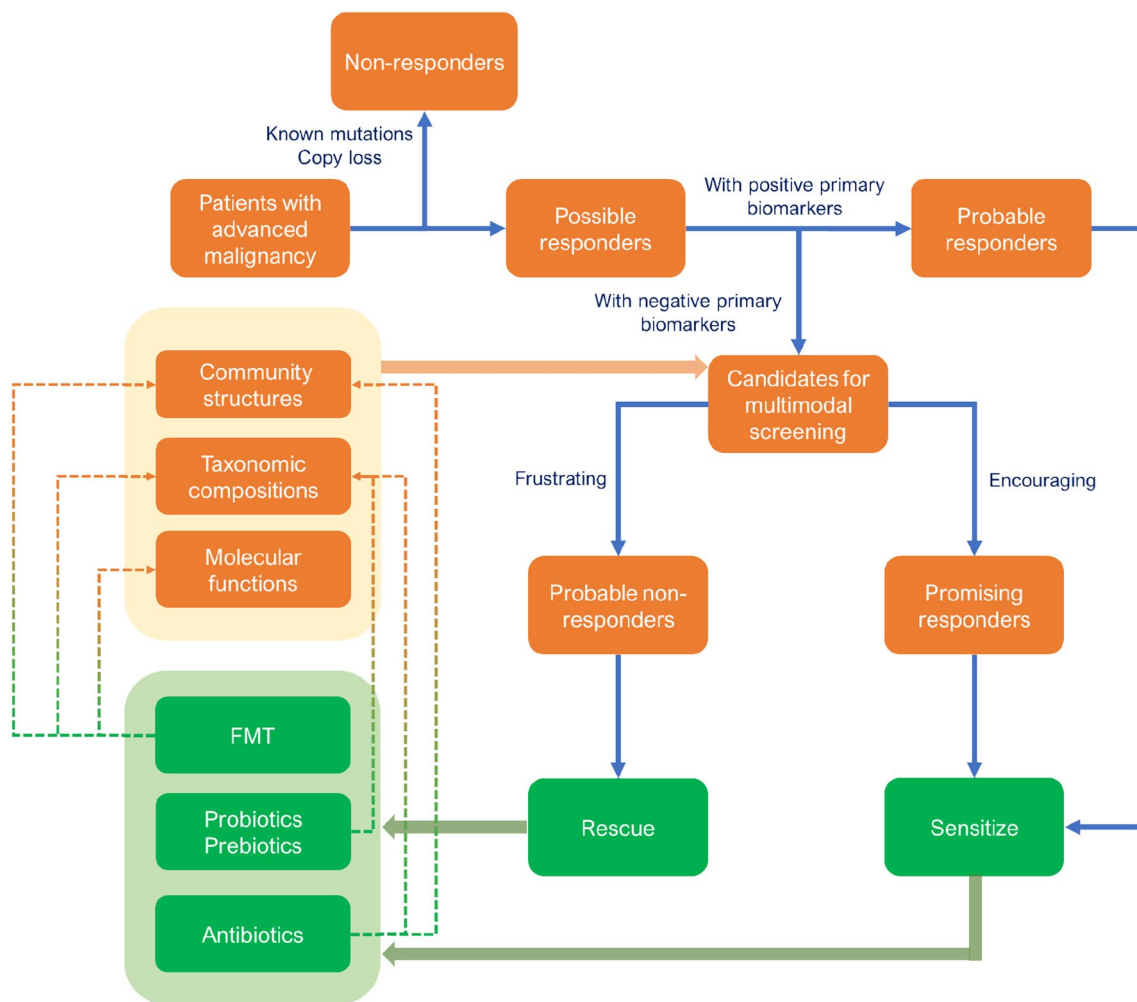 Non-responders
Known mutations
Copy loss
Patients with
advanced
malignancy
Possible
responders
With positive primary
biomarkers
Probable
responders
With negative primary
biomarkers
Community
structures
Candidates for
multimodal
screening
Taxonomic
compositions
Frustrating
Encouraging
Molecular
functions
Probable non-
responders
Promising
responders
FMT
Probiotics
Prebiotics
Rescue
Sensitize
Antibiotics